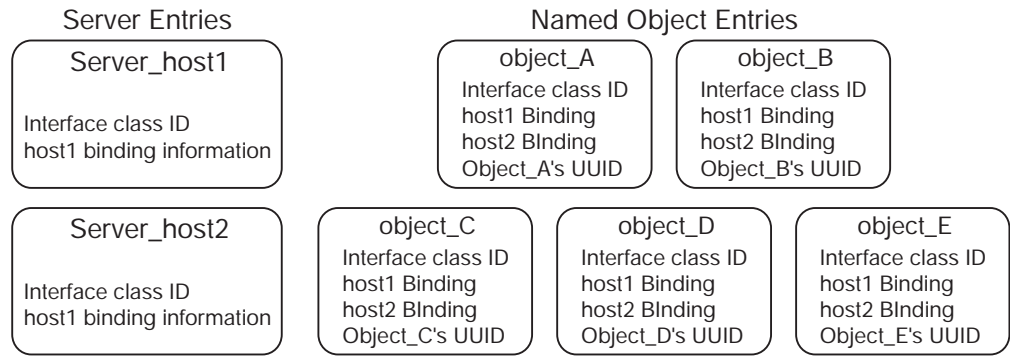 Server Entries
Named Object Entries
Server_host1
Interface class ID
host1 binding information
object_A
Interface class ID
host1 Binding
host2 BInding
Object_A's UUID
object_B
Interface class ID
host1 Binding
host2 BInding
Object_B's UUID
Server_host2
Interface class ID
host1 binding information
object_C
Interface class ID
host1 Binding
host2 BInding
Object_C's UUID
object_D
Interface class ID
host1 Binding
host2 BInding
Object_D's UUID
object_E
Interface class ID
host1 Binding
host2 BInding
Object_E's UUID